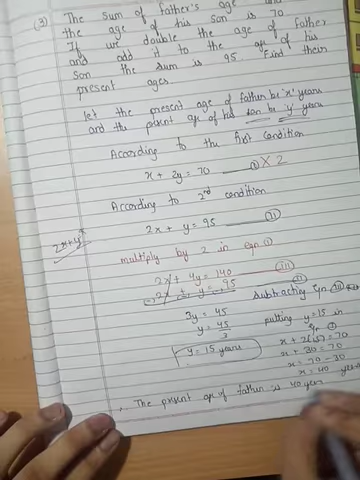 (3) The sum of father's age and
the age of his son is 70
If we double the age of father
and add it to the age of his
son the sum is 95. Find their
present ages
Let the present age of father be 'x' years
and the present age of his son be 'y' years
According to the first condition
x + 2y = 70 —— (i) × 2
According to 2nd condition
2x + y = 95 —— (ii)
2x+y
multiply by 2 in eqn (i)
2x + 4y = 140 —— (iii)
2x + y = 95 —— (ii)
(-) (-) (-)
Subtracting Eqn (ii)
3y = 45
y = 45/3
y = 15 years
putting y = 15 in
eqn (i)
x + 2(15) = 70
x + 30 = 70
x = 70 - 30
x = 40 years
∴ The present age of father is 40 year